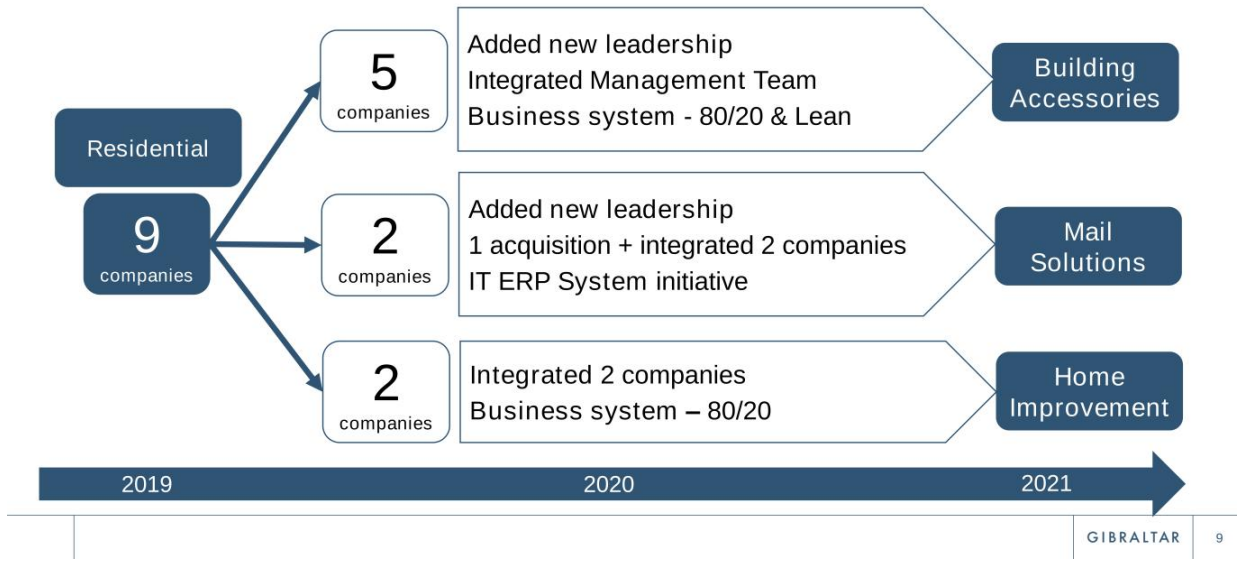 Residential
9
companies
5
companies
Added new leadership
Integrated Management Team
Business system - 80/20 & Lean
Building
Accessories
2
companies
Added new leadership
1 acquisition + integrated 2 companies
IT ERP System initiative
Mail
Solutions
2
companies
Integrated 2 companies
Business system – 80/20
Home
Improvement
2019
2020
2021
GIBRALTAR
9